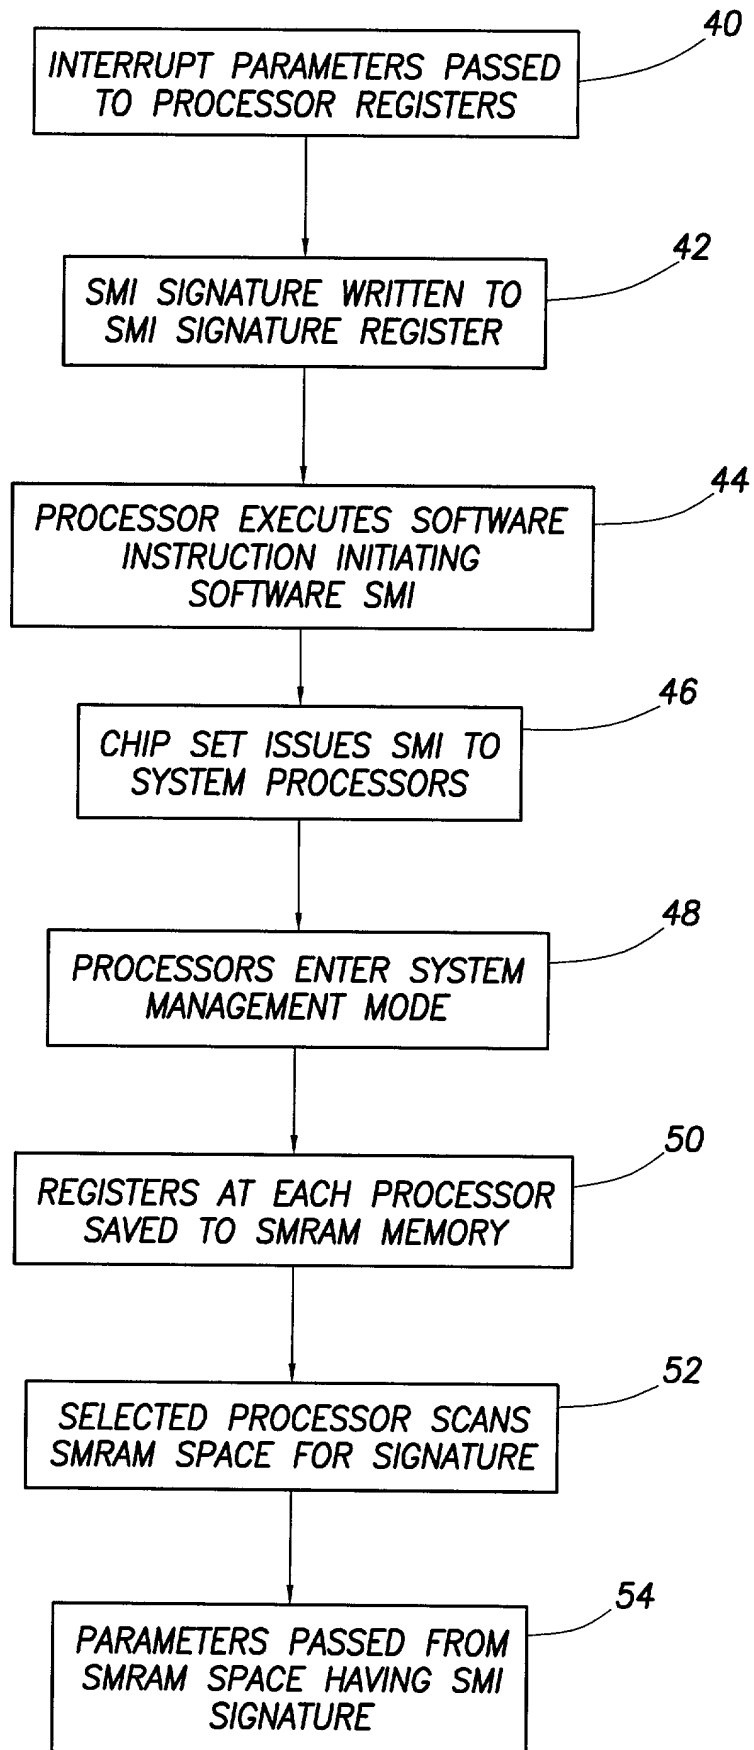 40
INTERRUPT PARAMETERS PASSED
TO PROCESSOR REGISTERS
42
SMI SIGNATURE WRITTEN TO
SMI SIGNATURE REGISTER
44
PROCESSOR EXECUTES SOFTWARE
INSTRUCTION INITIATING
SOFTWARE SMI
46
CHIP SET ISSUES SMI TO
SYSTEM PROCESSORS
48
PROCESSORS ENTER SYSTEM
MANAGEMENT MODE
50
REGISTERS AT EACH PROCESSOR
SAVED TO SMRAM MEMORY
52
SELECTED PROCESSOR SCANS
SMRAM SPACE FOR SIGNATURE
54
PARAMETERS PASSED FROM
SMRAM SPACE HAVING SMI
SIGNATURE